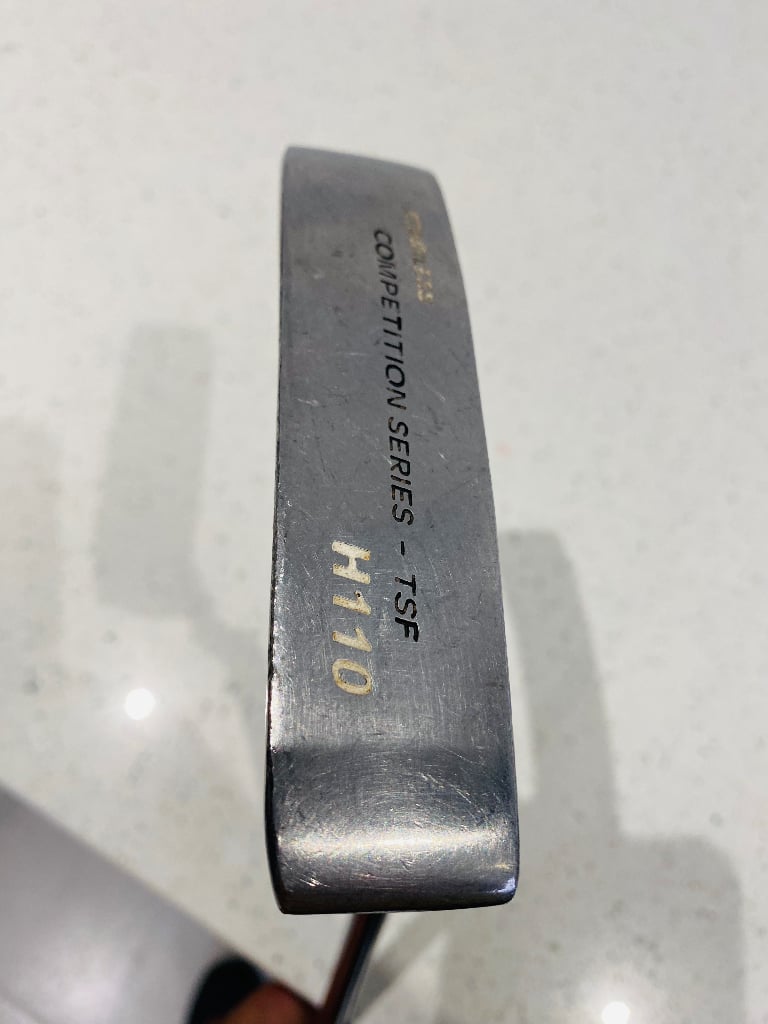 COMPETITION SERIES - TSF
H110